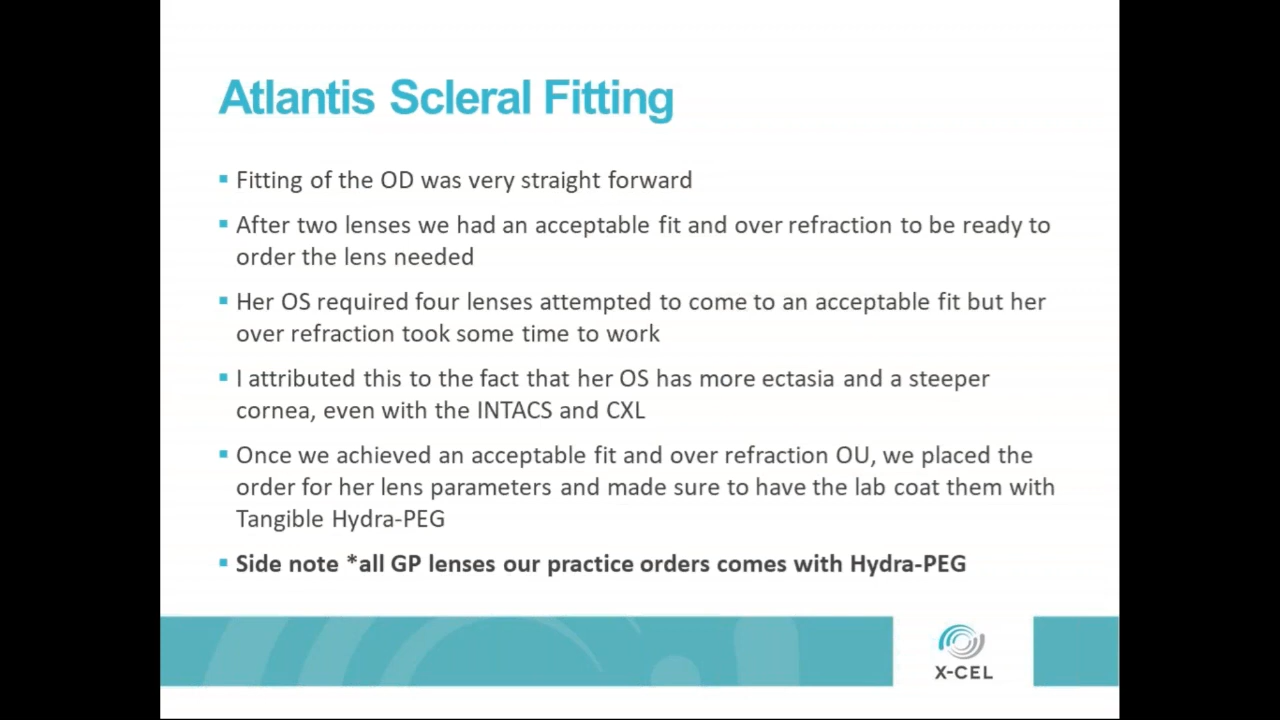 Atlantis Scleral Fitting
Fitting of the OD was very straight forward
After two lenses we had an acceptable fit and over refraction to be ready to
order the lens needed
Her OS required four lenses attempted to come to an acceptable fit but her
over refraction took some time to work
I attributed this to the fact that her OS has more ectasia and a steeper
cornea, even with the INTACS and CXL
Once we achieved an acceptable fit and over refraction OU, we placed the
order for her lens parameters and made sure to have the lab coat them with
Tangible Hydra-PEG
Side note *all GP lenses our practice orders comes with Hydra-PEG
X-CEL